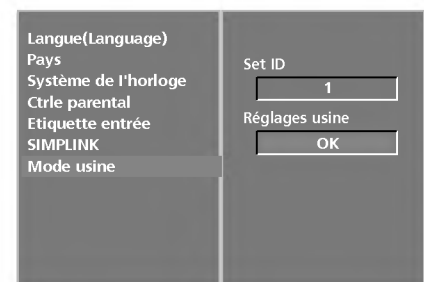 Langue(Language)
Pays
Système de l'horloge
Ctrle parental
Etiquette entrée
SIMPLINK
Mode usine
Set ID
1
Réglages usine
OK